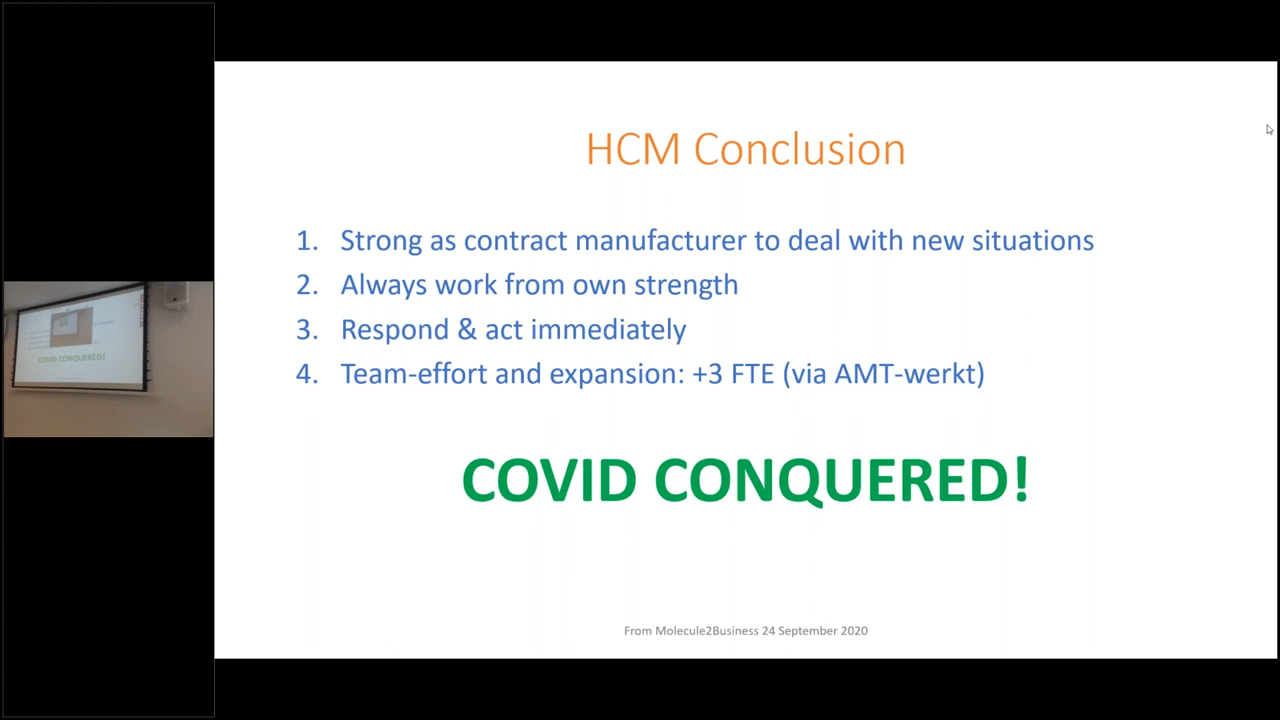 HCM Conclusion
1. Strong as contract manufacturer to deal with new situations
2. Always work from own strength
3. Respond & act immediately
4. Team-effort and expansion: +3 FTE (via AMT-werkt)
COVID CONQUERED!
From Molecule2Business 24 September 2020
COVID CONQUERED!